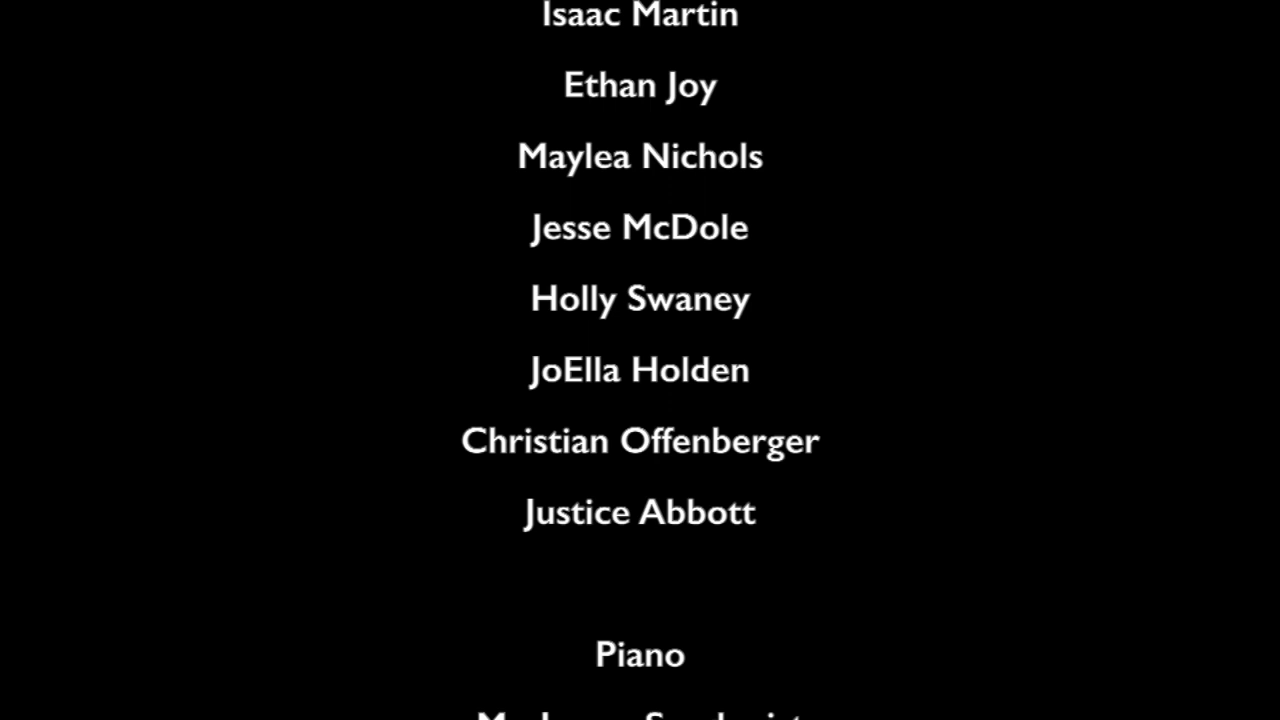 Isaac Martin
Ethan Joy
Maylea Nichols
Jesse McDole
Holly Swaney
JoElla Holden
Christian Offenberger
Justice Abbott
Piano